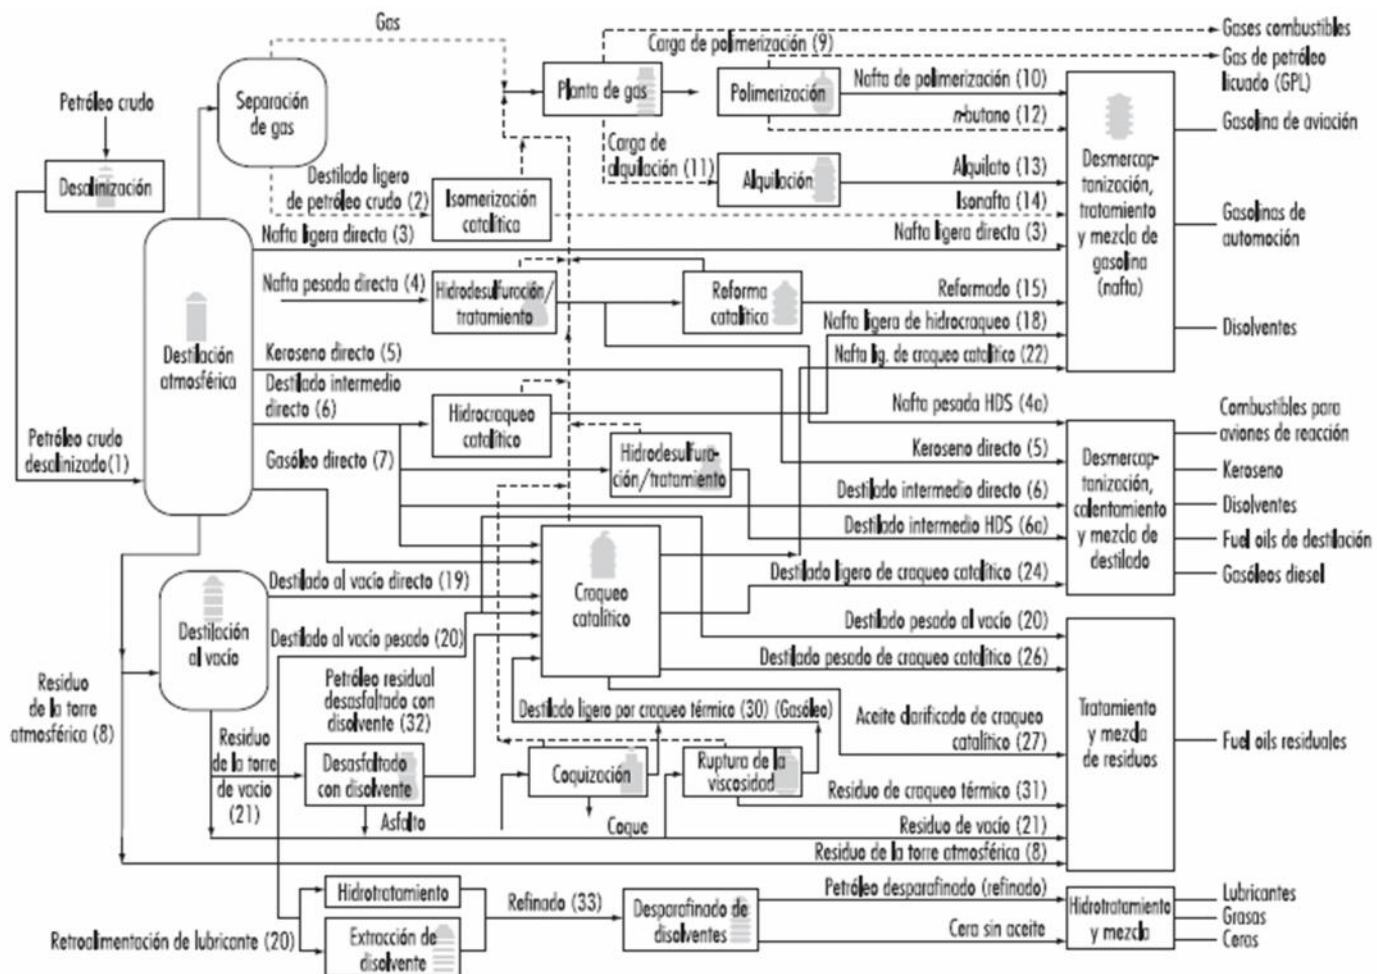 Gas
Gases combustibles
Carga de polimerización (9)
Gas de petróleo
licuado (GPL)
Petróleo crudo
Separación
de gas
Planta de gas
Polimerización
Nafta de polimerización (10)
n-butano (12)
Gasolina de aviación
Desalinización
Carga de
alquilación (11)
Alquilación
Alquilato (13)
Isonafta (14)
Desmercap-
tanización,
tratamiento
y mezcla de
gasolina
(nafta)
Destilado ligero
de petróleo crudo (2)
Isomerización
catalítica
Gasolinas de
automoción
Nafta ligera directa (3)
Nafta ligera directa (3)
Nafta pesada directa (4)
Hidrodesulfuración/
tratamiento
Reforma
catalítica
Reformado (15)
Nafta ligera de hidrocraqueo (18)
Disolventes
Destilación
atmosférica
Keroseno directo (5)
Nafta lig. de craqueo catalítico (22)
Destilado intermedio
directo (6)
Hidrocraqueo
catalítico
Nafta pesada HDS (4a)
Combustibles para
aviones de reacción
Petróleo crudo
desalinizado(1)
Gasóleo directo (7)
Hidrodesulfura-
ción/tratamiento
Keroseno directo (5)
Keroseno
Desmercap-
tanización,
calentamiento
y mezcla de
destilado
Destilado intermedio directo (6)
Disolventes
Destilado intermedio HDS (6a)
Fuel oils de destilación
Gasóleos diesel
Destilado al vacío directo (19)
Craqueo
catalítico
Destilado ligero de craqueo catalítico (24)
Destilación
al vacío
Destilado al vacío pesado (20)
Destilado pesado al vacío (20)
Destilado pesado de craqueo catalítico (26)
Residuo
de la torre
atmosférica (8)
Petróleo residual
desasfaltado con
disolvente (32)
Destilado ligero por craqueo térmico (30) (Gasóleo)
Aceite clarificado de craqueo
catalítico (27)
Tratamiento
y mezcla
de residuos
Fuel oils residuales
Residuo
de la torre
de vacio
(21)
Desasfaltado
con disolvente
Coquización
Ruptura de la
viscosidad
Residuo de craqueo térmico (31)
Asfalto
Coque
Residuo de vacío (21)
Residuo de la torre atmosférica (8)
Hidrotratamiento
Refinado (33)
Desparafinado de
disolventes
Petróleo desparafinado (refinado)
Hidrotratamiento
y mezcla
Lubricantes
Grasas
Ceras
Retroalimentación de lubricante (20)
Extracción de
disolvente
Cera sin aceite